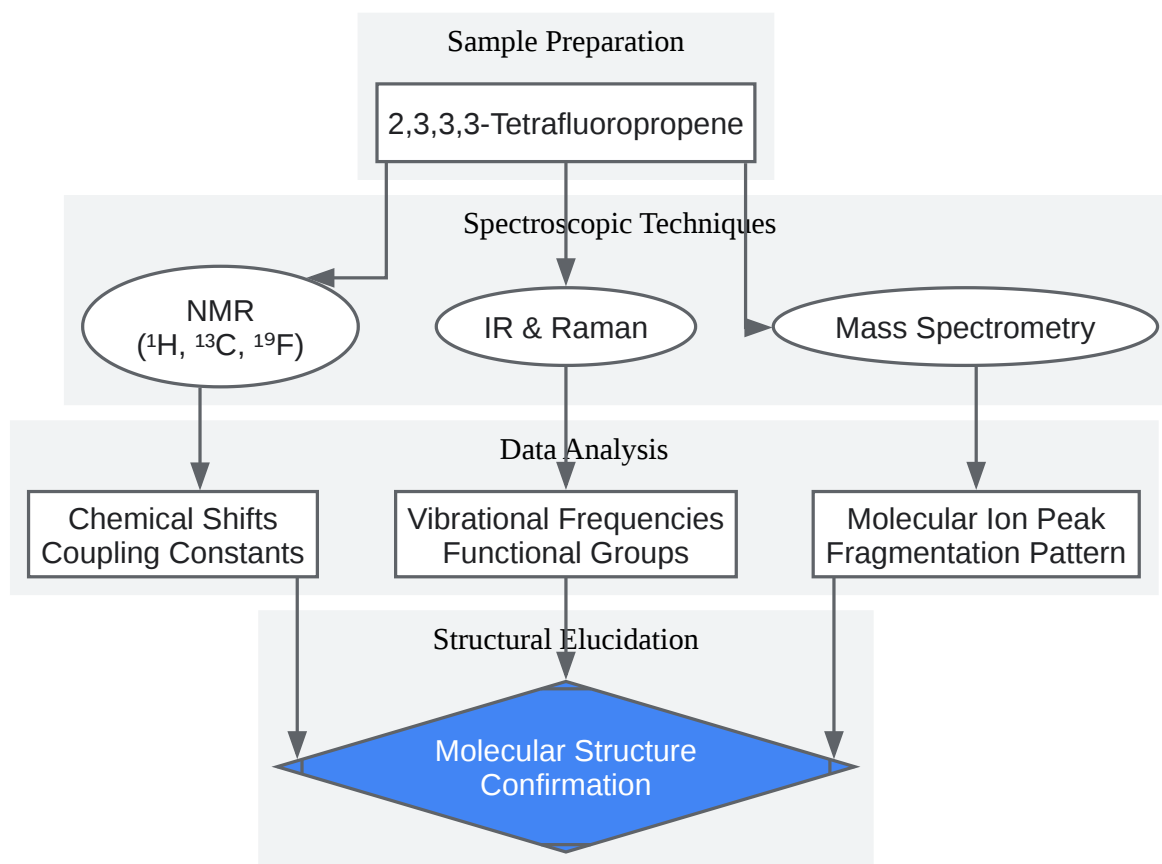 Sample Preparation
2,3,3,3-Tetrafluoropropene
Spectroscopic Techniques
NMR
(¹H, ¹³C, ¹⁹F)
IR & Raman
Mass Spectrometry
Data Analysis
Chemical Shifts
Coupling Constants
Vibrational Frequencies
Functional Groups
Molecular Ion Peak
Fragmentation Pattern
Structural Elucidation
Molecular Structure
Confirmation